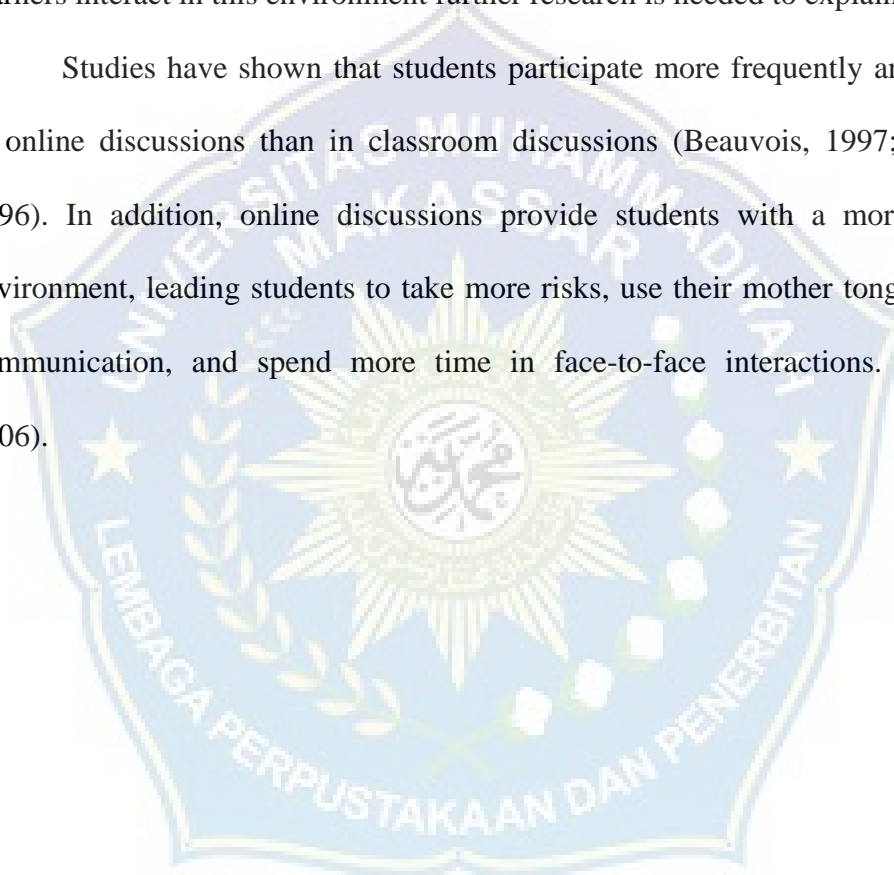 rners interact in this environment further research is needed to explain
Studies have shown that students participate more frequently an
online discussions than in classroom discussions (Beauvois, 1997;
96). In addition, online discussions provide students with a mor
vironment, leading students to take more risks, use their mother tong
mmunication, and spend more time in face-to-face interactions.
06).
UNIVERSITAS MUHAMMADIYAH
MAKASSAR
LEMBAGA PERPUSTAKAAN DAN PENERBITAN